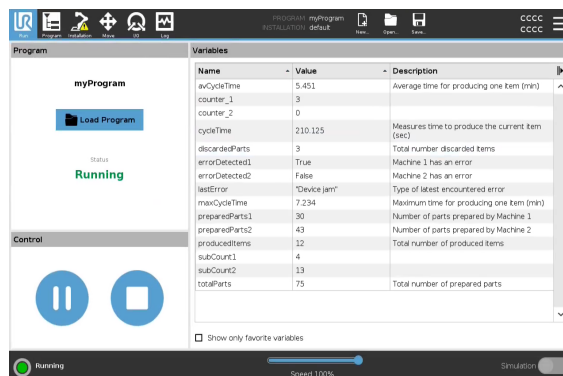 UR
PROGRAM myProgram
INSTALLATION default
CCCC
CCCC
Run Program Installation Move I/O Log
New... Open... Save...
Program
myProgram
Load Program
Status
Running
Control
Variables
Name Value Description
avCycleTime 5.451 Average time for producing one item (min)
counter_1 3
counter_2 0
cycleTime 210.125 Measures time to produce the current item
(sec)
discardedParts 3 Total number discarded items
errorDetected1 True Machine 1 has an error
errorDetected2 False Machine 2 has an error
lastError "Device jam" Type of latest encountered error
maxCycleTime 7.234 Maximum time for producing one item (min)
preparedParts1 30 Number of parts prepared by Machine 1
preparedParts2 43 Number of parts prepared by Machine 2
producedItems 12 Total number of produced items
subCount1 4
subCount2 13
totalParts 75 Total number of prepared parts
Show only favorite variables
Running
Speed 100%
Simulation